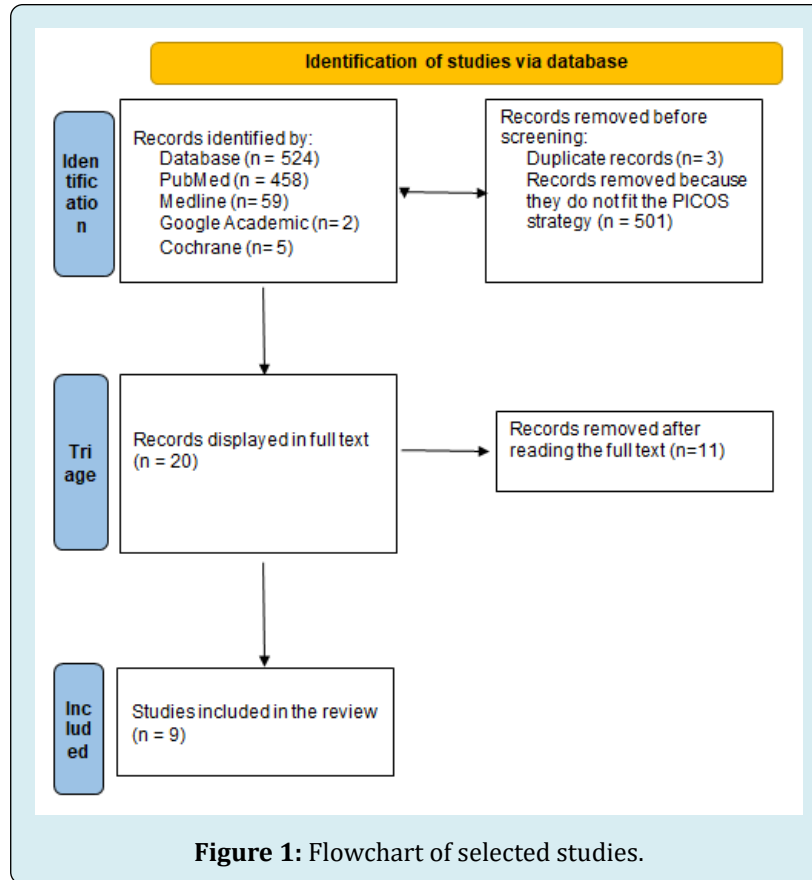 Identification of studies via database
Iden
tific
atio
n
Records identified by:
Database (n = 524)
PubMed (n = 458)
Medline (n= 59)
Google Academic (n= 2)
Cochrane (n= 5)
Records removed before
screening:
Duplicate records (n= 3)
Records removed because
they do not fit the PICOS
strategy (n = 501)
Tri
age
Records displayed in full text
(n = 20)
Records removed after
reading the full text (n=11)
Inc
lud
ed
Studies included in the review
(n = 9)
Figure 1: Flowchart of selected studies.